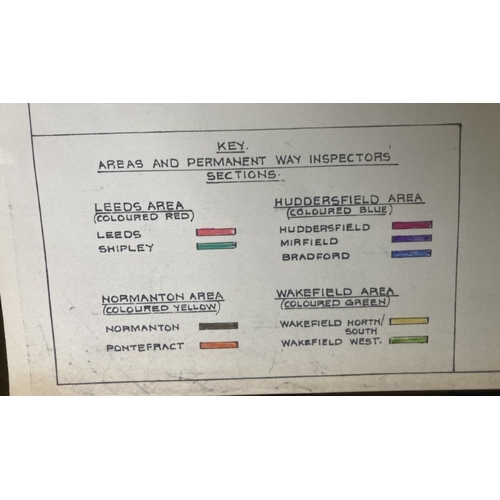 KEY.
AREAS AND PERMANENT WAY INSPECTORS
SECTIONS.
LEEDS AREA
(COLOURED RED)
LEEDS
SHIPLEY
HUDDERSFIELD AREA
(COLOURED BLUE)
HUDDERSFIELD
MIRFIELD
BRADFORD
NORMANTON AREA
(COLOURED YELLOW)
NORMANTON
PONTEFRACT
WAKEFIELD AREA
(COLOURED GREEN)
WAKEFIELD NORTH/
SOUTH
WAKEFIELD WEST.